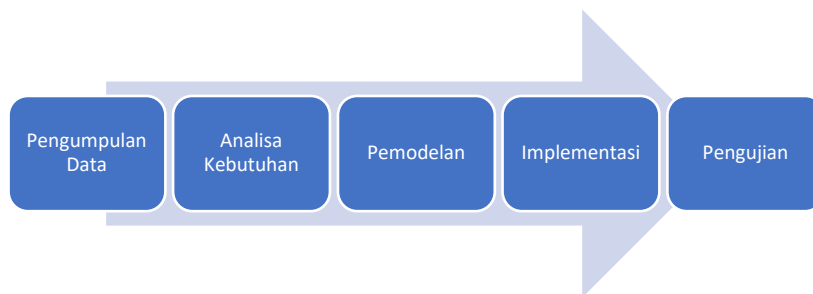 Pengumpulan
Data
Analisa
Kebutuhan
Pemodelan
Implementasi
Pengujian